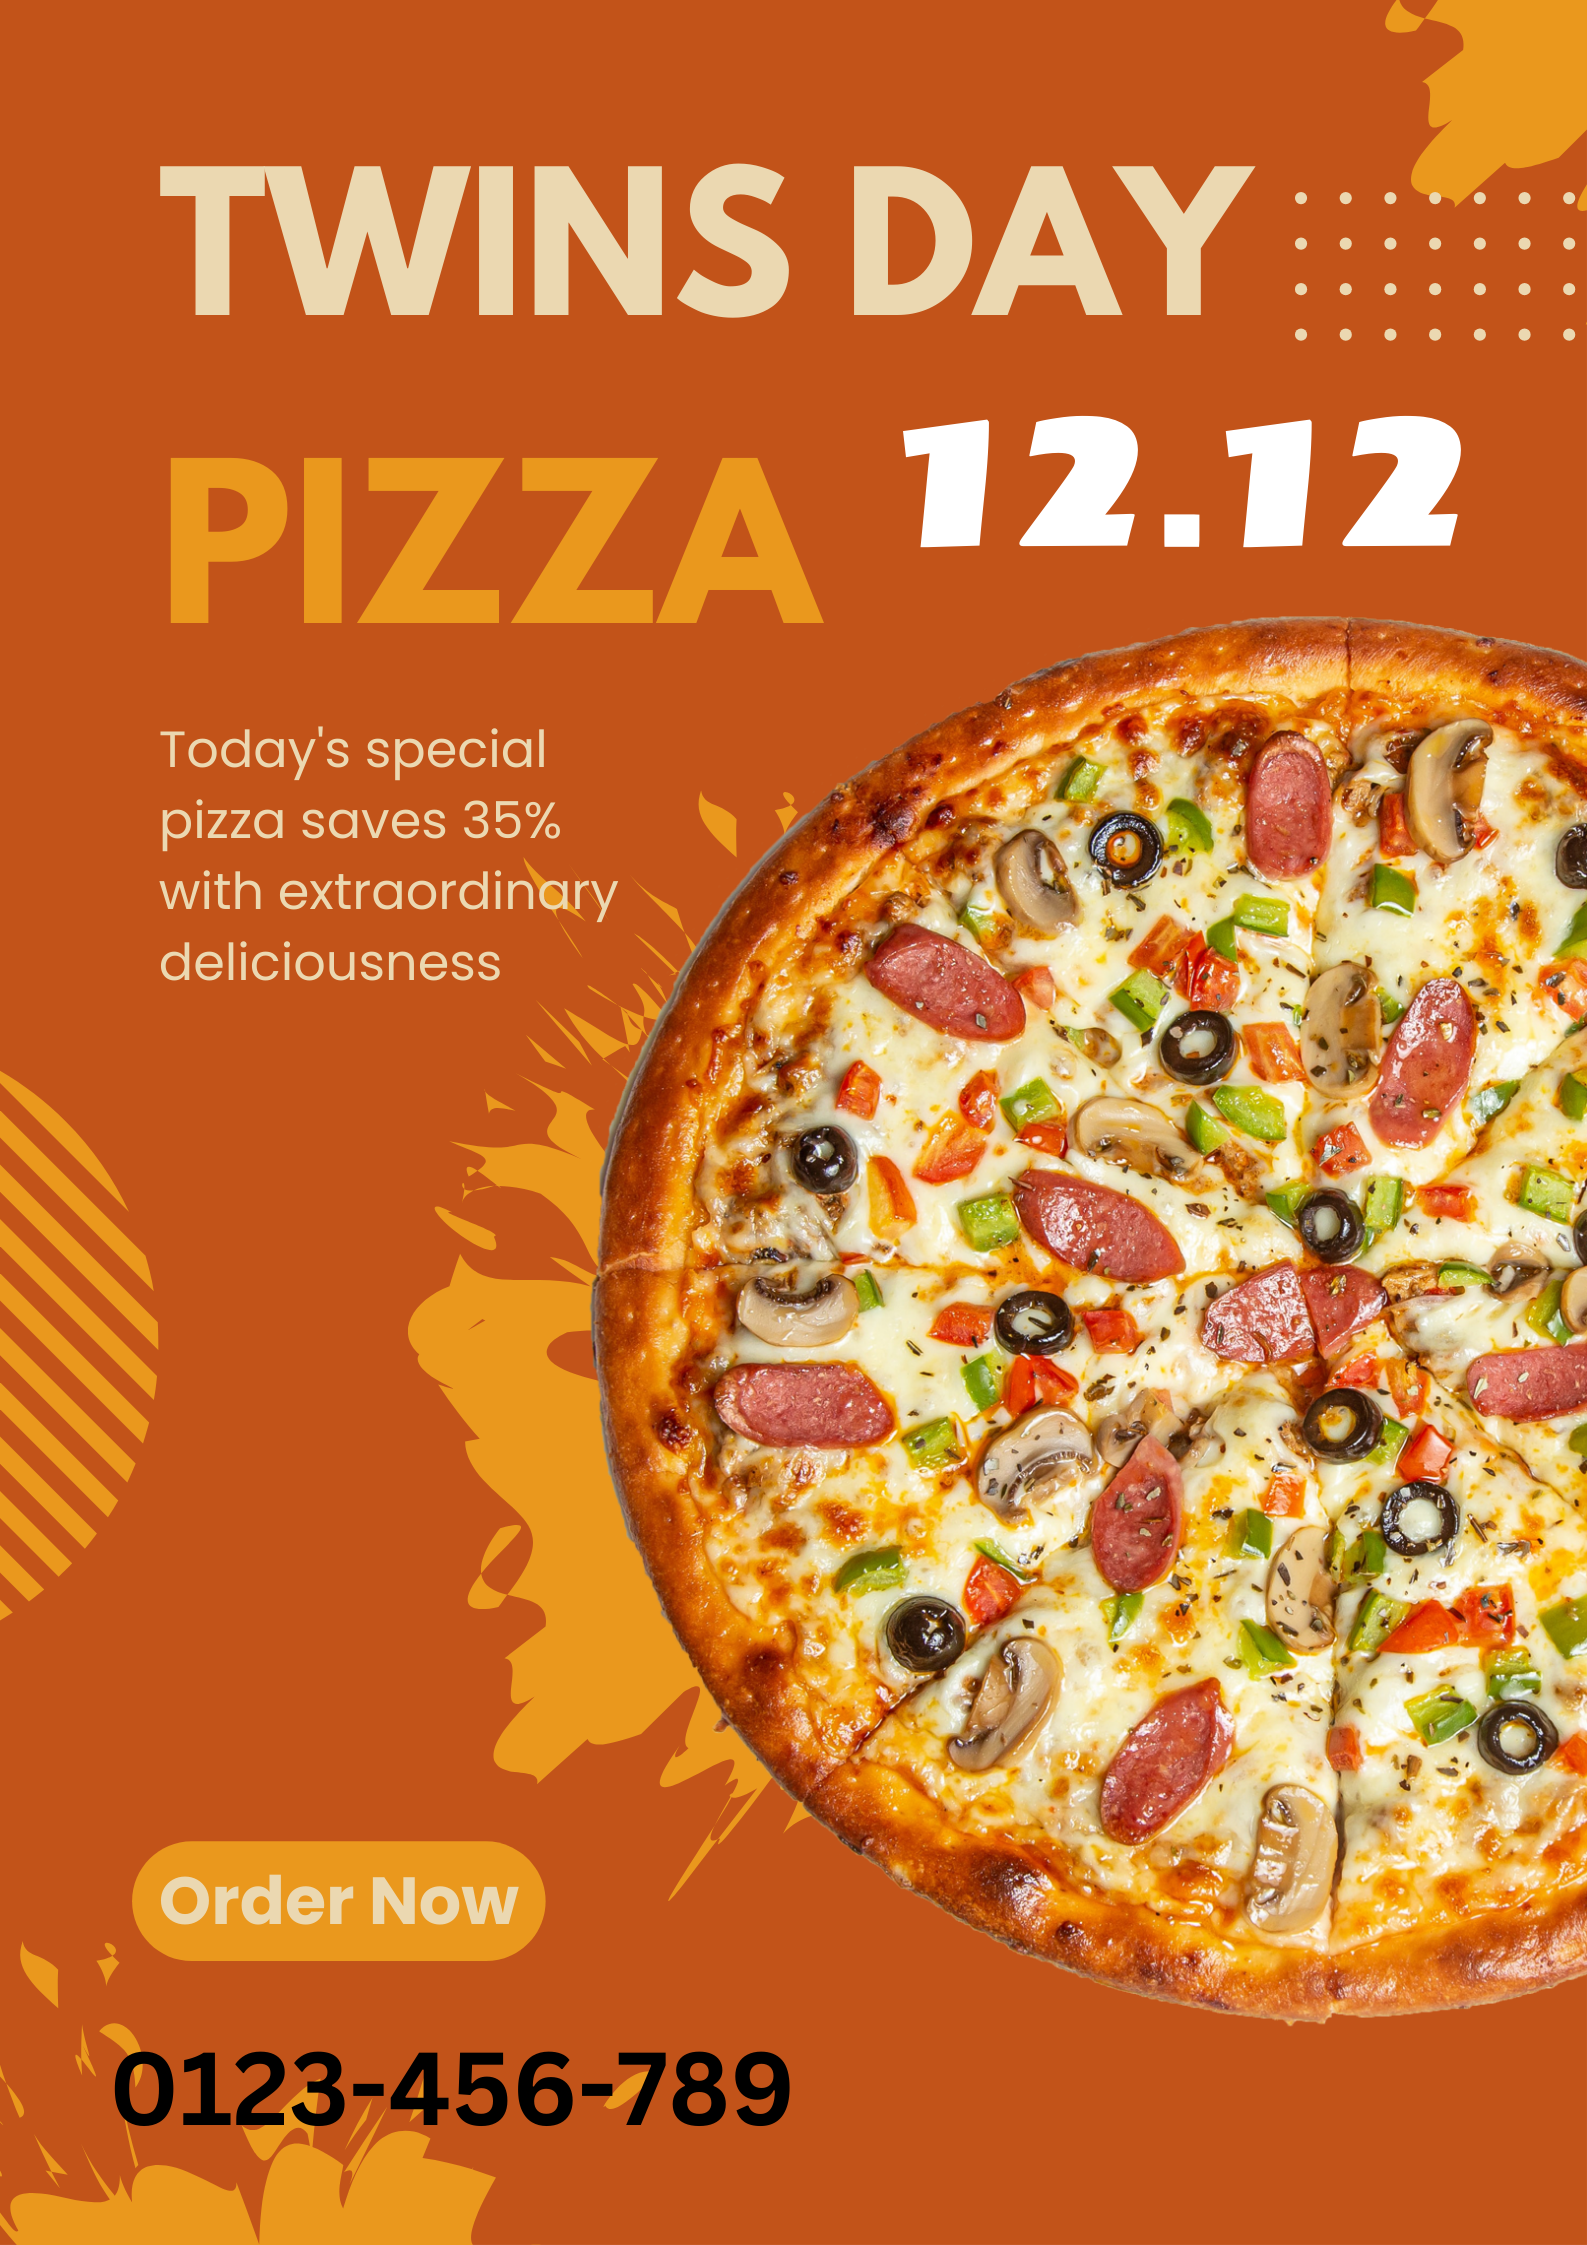 TWINS DAY
PIZZA
12.12
Today's special
pizza saves 35%
with extraordinary
deliciousness
Order Now
0123-456-789